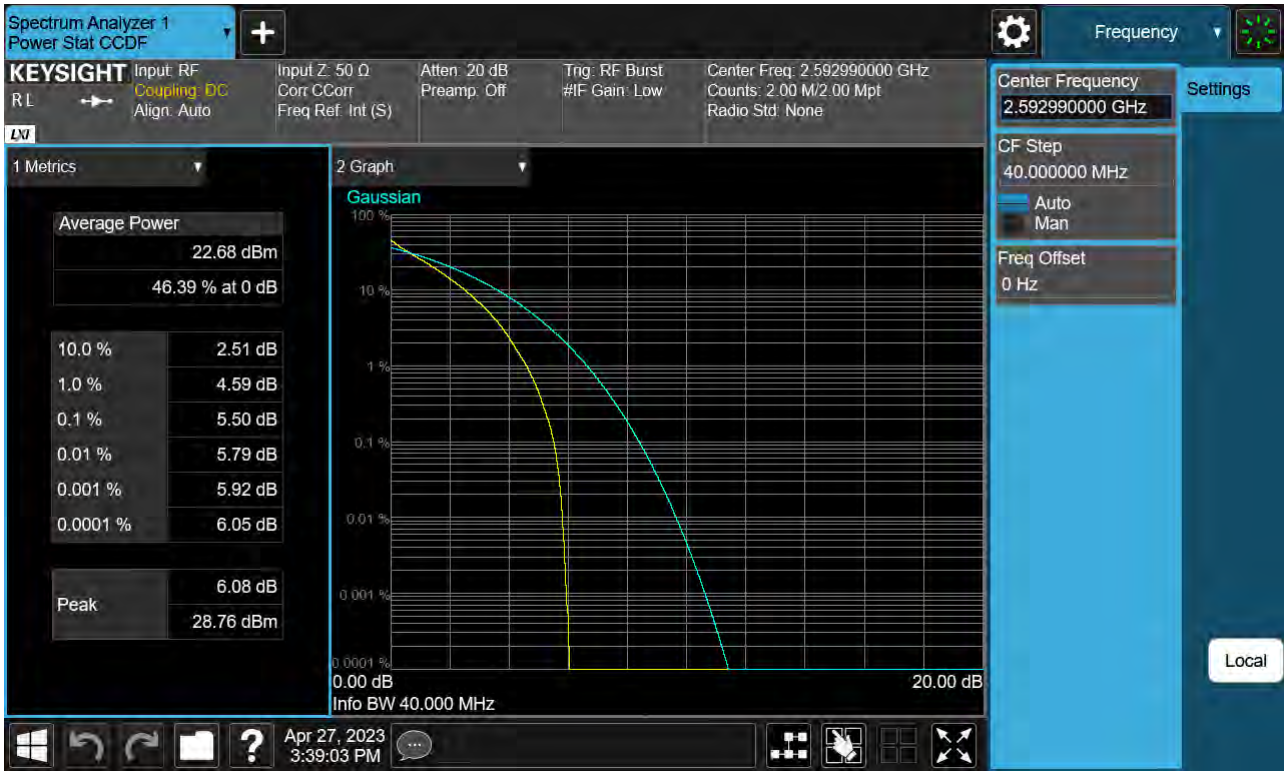 Spectrum Analyzer 1
Power Stat CCDF
Frequency
KEYSIGHT
RL
LXI
Input: RF
Coupling: DC
Align: Auto
Input Z: 50 Ω
Corr CCorr
Freq Ref: Int (S)
Atten: 20 dB
Preamp: Off
Trig: RF Burst
#IF Gain: Low
Center Freq: 2.592990000 GHz
Counts: 2.00 M/2.00 Mpt
Radio Std: None
Center Frequency
2.592990000 GHz
Settings
CF Step
40.000000 MHz
Auto
Man
Freq Offset
0 Hz
Local
1 Metrics
Average Power
22.68 dBm
46.39 % at 0 dB
10.0 % 2.51 dB
1.0 % 4.59 dB
0.1 % 5.50 dB
0.01 % 5.79 dB
0.001 % 5.92 dB
0.0001 % 6.05 dB
Peak
6.08 dB
28.76 dBm
2 Graph
Gaussian
100 %
10 %
1 %
0.1 %
0.01 %
0.001 %
0.0001 %
0.00 dB 20.00 dB
Info BW 40.000 MHz
?
Apr 27, 2023
3:39:03 PM